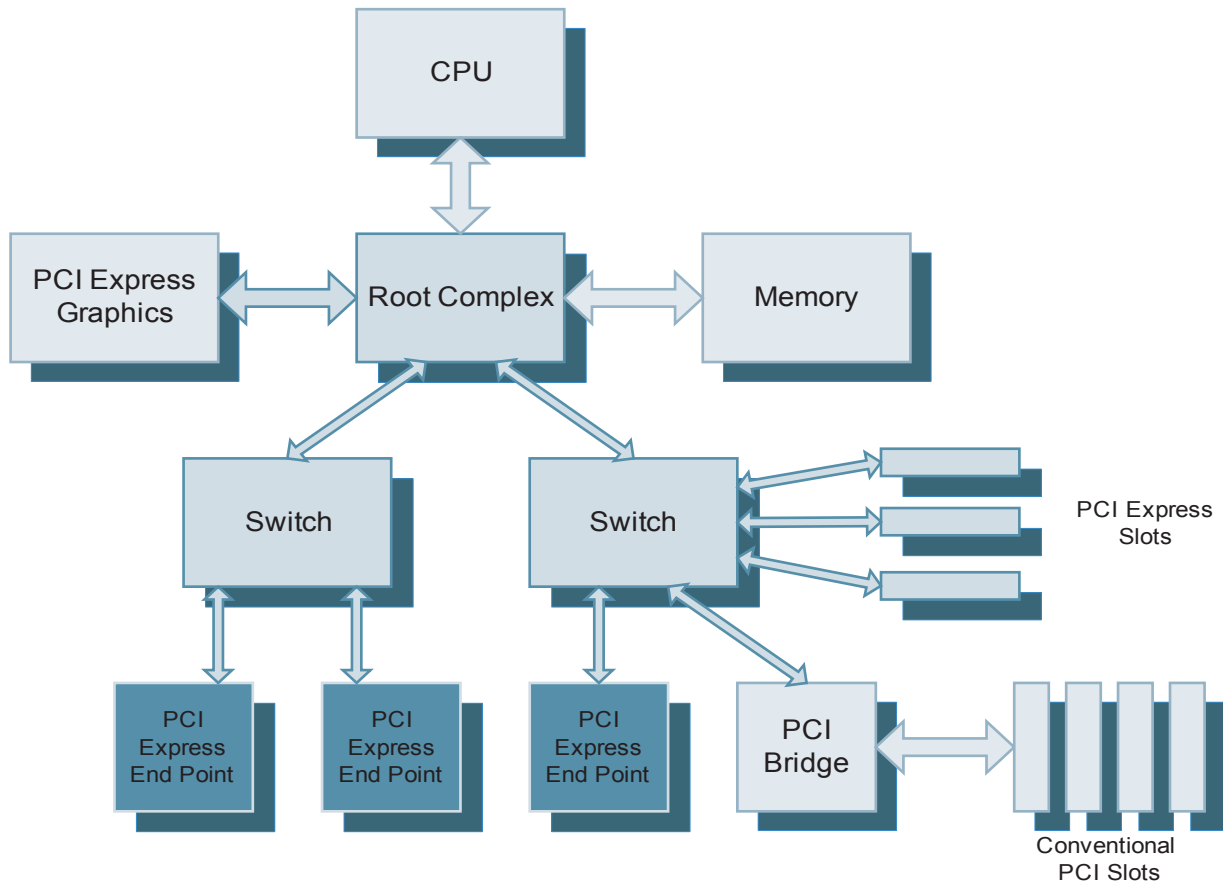 CPU
PCI Express
Graphics
Root Complex
Memory
Switch
Switch
PCI Express
Slots
PCI
Express
End Point
PCI
Express
End Point
PCI
Express
End Point
PCI
Bridge
Conventional
PCI Slots